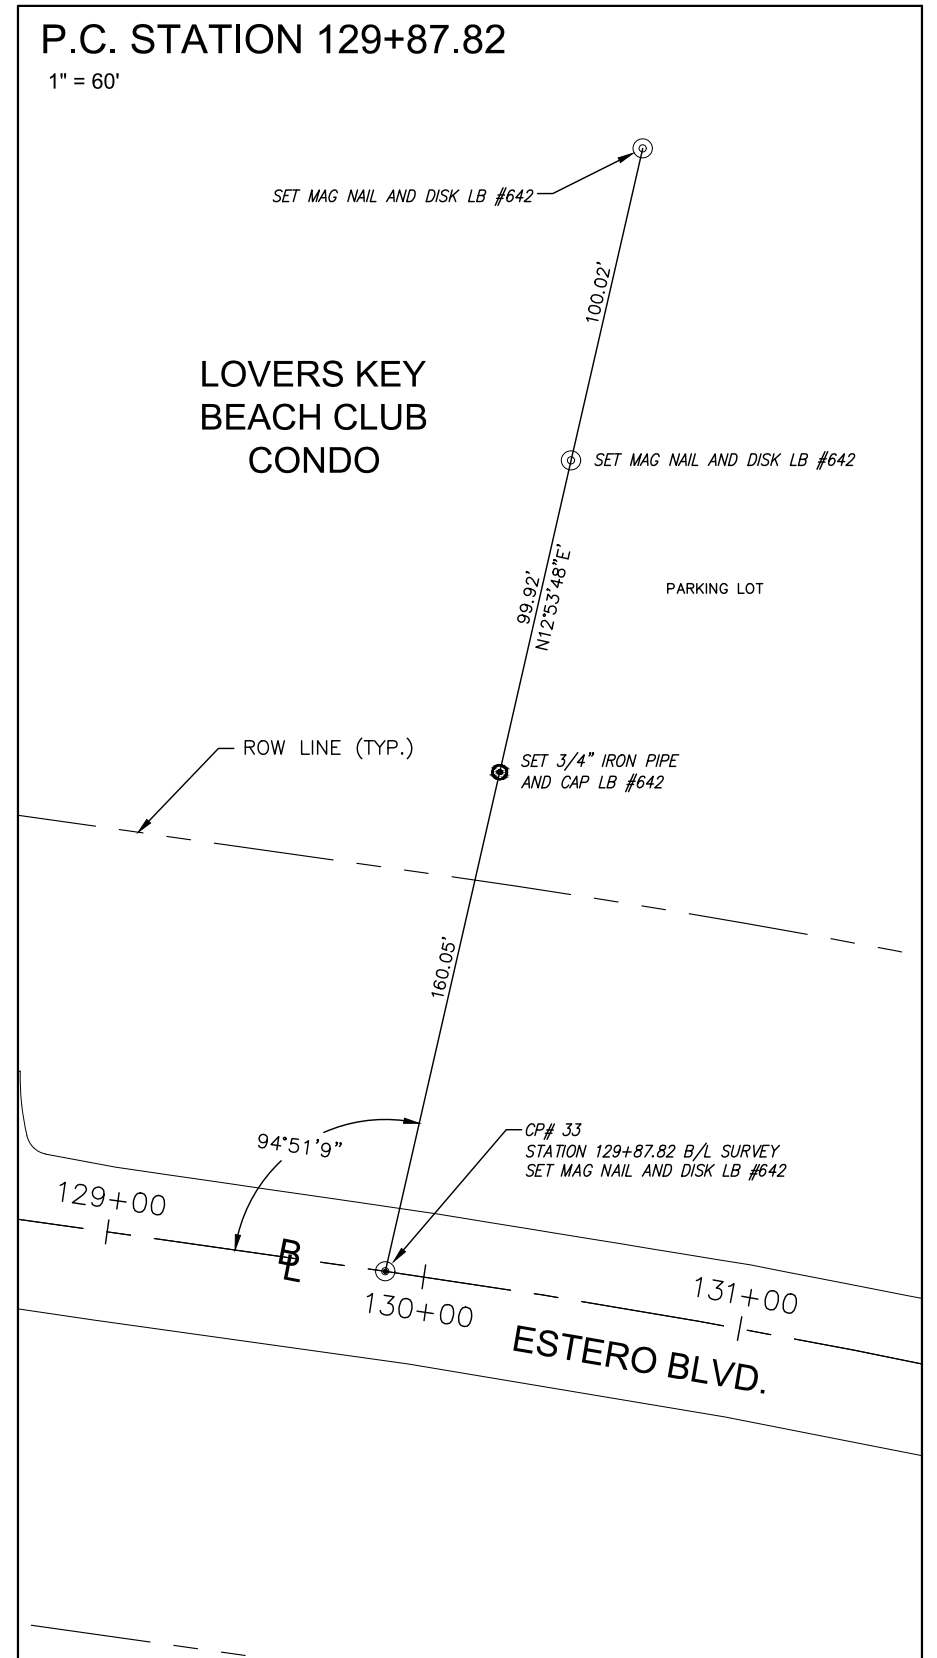 P.C. STATION 129+87.82
1" = 60'
SET MAG NAIL AND DISK LB #642
100.02'
LOVERS KEY
BEACH CLUB
CONDO
SET MAG NAIL AND DISK LB #642
99.92'
N12°53'48"E'
PARKING LOT
ROW LINE (TYP.)
SET 3/4" IRON PIPE
AND CAP LB #642
160.05'
94°51'9"
CP# 33
STATION 129+87.82 B/L SURVEY
SET MAG NAIL AND DISK LB #642
129+00
BL
130+00
131+00
ESTERO BLVD.